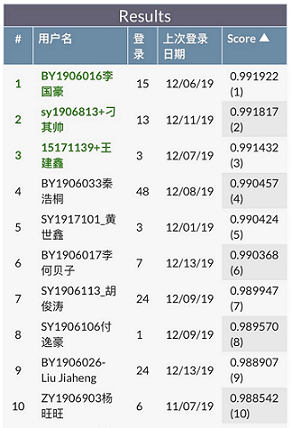 Results
# 用户名 登录 上次登录日期 Score ▲
1 BY1906016李国豪 15 12/06/19 0.991922 (1)
2 sy1906813+刁其帅 13 12/11/19 0.991817 (2)
3 15171139+王建鑫 3 12/07/19 0.991432 (3)
4 BY1906033秦浩桐 48 12/08/19 0.990457 (4)
5 SY1917101_黄世鑫 3 12/01/19 0.990424 (5)
6 BY1906017李何贝子 7 12/13/19 0.990368 (6)
7 SY1906113_胡俊涛 24 12/09/19 0.989947 (7)
8 SY1906106付逸豪 1 12/09/19 0.989570 (8)
9 BY1906026-Liu Jiaheng 24 12/13/19 0.988907 (9)
10 ZY1906903杨旺旺 6 11/07/19 0.988542 (10)